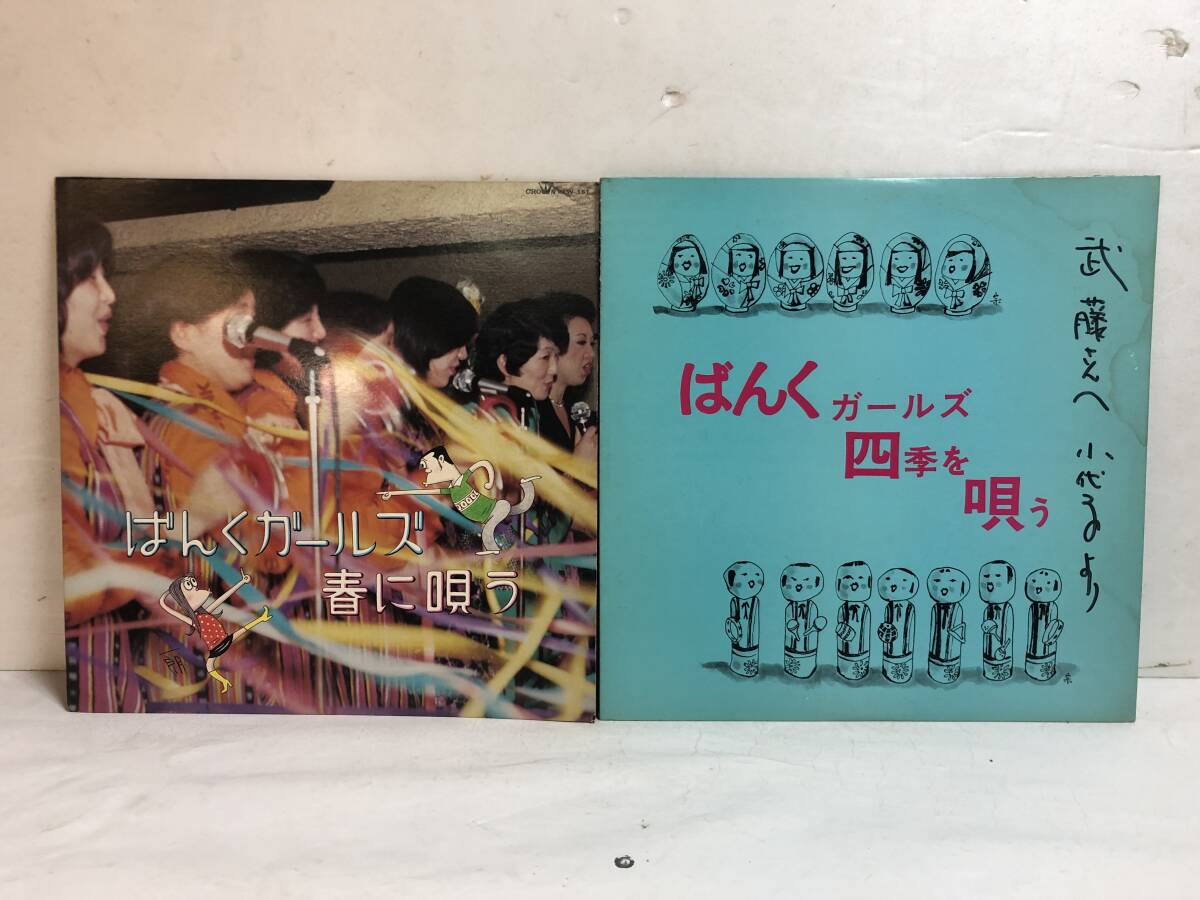 CROWN
ばんくガールズ
春に唄う
ばんく ガールズ
四季を
唄う
武藤さんへ 小代子より